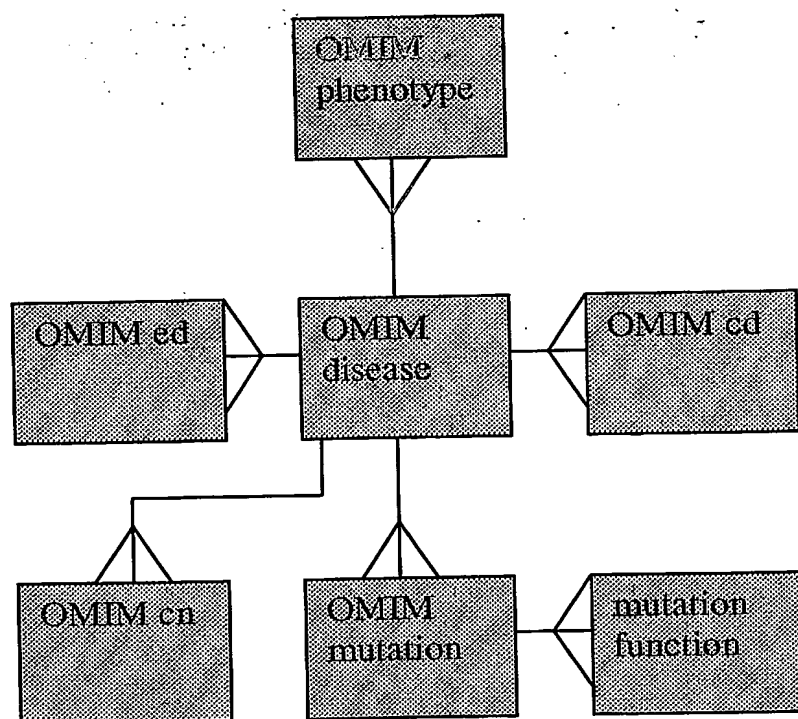 OMIM
phenotype
OMIM ed
OMIM
disease
OMIM cd
OMIM cn
OMIM
mutation
mutation
function